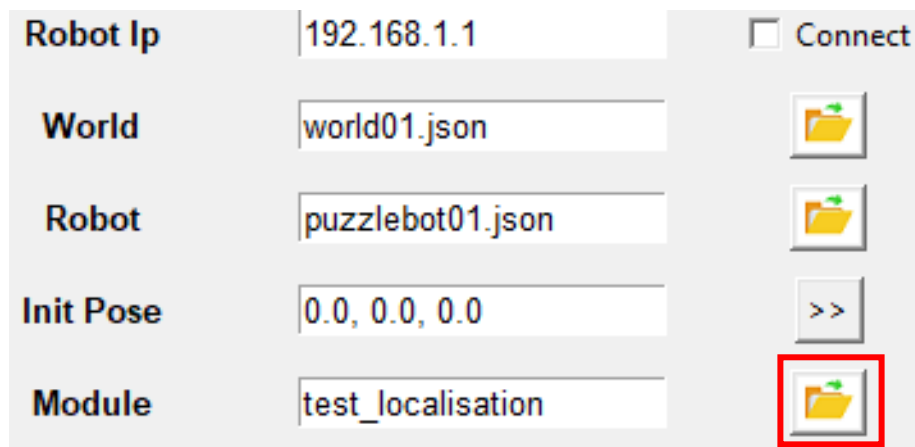 Robot Ip 192.168.1.1 Connect
World world01.json
Robot puzzlebot01.json
Init Pose 0.0, 0.0, 0.0 >>
Module test_localisation